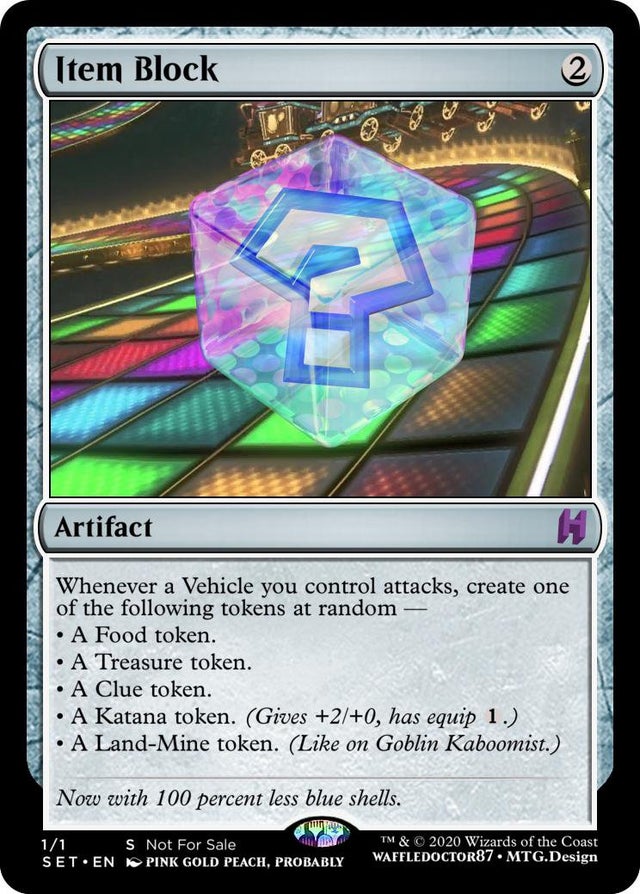 Item Block
2
Artifact
H
Whenever a Vehicle you control attacks, create one
of the following tokens at random —
• A Food token.
• A Treasure token.
• A Clue token.
• A Katana token. (Gives +2/+0, has equip 1.)
• A Land-Mine token. (Like on Goblin Kaboomist.)
Now with 100 percent less blue shells.
1/1 S Not For Sale ™ & © 2020 Wizards of the Coast
SET • EN PINK GOLD PEACH, PROBABLY WAFFLEDOCTOR87 • MTG.Design